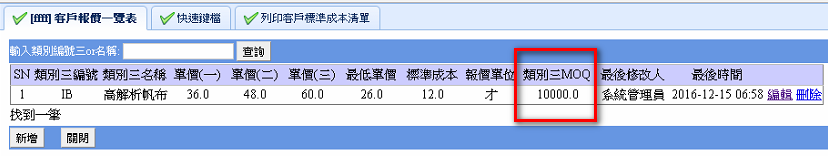 [ffff] 客戶報價一覽表 快速鍵檔 列印客戶標準成本清單
輸入類別編號三or名稱: 查詢
SN 類別三編號 類別三名稱 單價(一) 單價(二) 單價(三) 最低單價 標準成本 報價單位 類別三MOQ 最後修改人 最後時間
1 IB 高解析帆布 36.0 48.0 60.0 26.0 12.0 才 10000.0 系統管理員 2016-12-15 06:58 編輯 刪除
找到一筆
新增 關閉